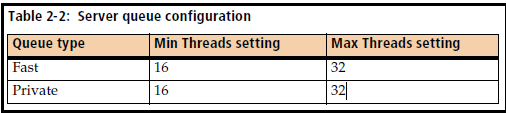 Table 2-2: Server queue configuration
Queue type Min Threads setting Max Threads setting
Fast 16 32
Private 16 32